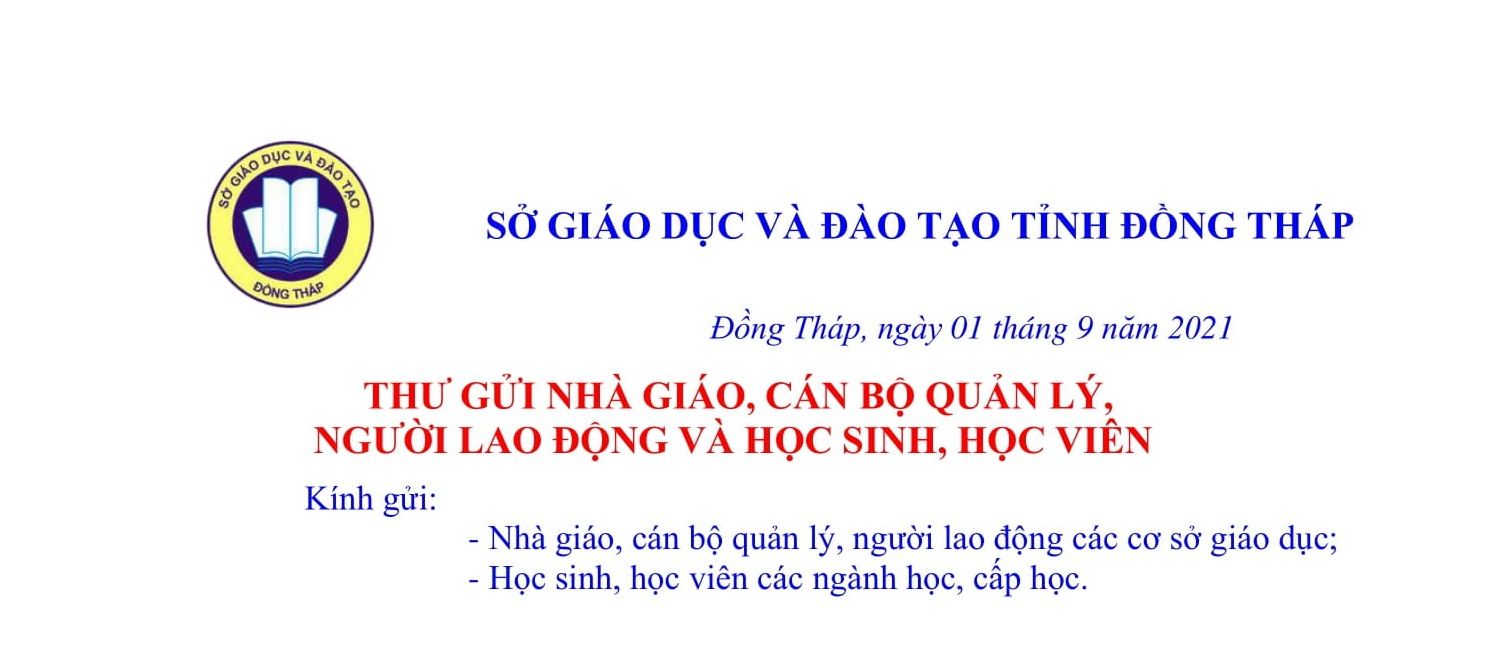 SỞ GIÁO DỤC VÀ ĐÀO TẠO
ĐỒNG THÁP
SỞ GIÁO DỤC VÀ ĐÀO TẠO TỈNH ĐỒNG THÁP
Đồng Tháp, ngày 01 tháng 9 năm 2021
THƯ GỬI NHÀ GIÁO, CÁN BỘ QUẢN LÝ,
NGƯỜI LAO ĐỘNG VÀ HỌC SINH, HỌC VIÊN
Kính gửi:
- Nhà giáo, cán bộ quản lý, người lao động các cơ sở giáo dục;
- Học sinh, học viên các ngành học, cấp học.